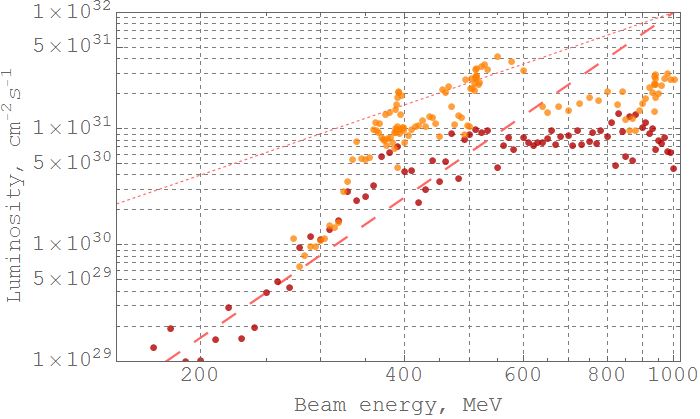 1×10³²
5×10³¹
1×10³¹
5×10³⁰
1×10³⁰
5×10²⁹
1×10²⁹
Luminosity, cm⁻²s⁻¹
200 400 600 800 1000
Beam energy, MeV